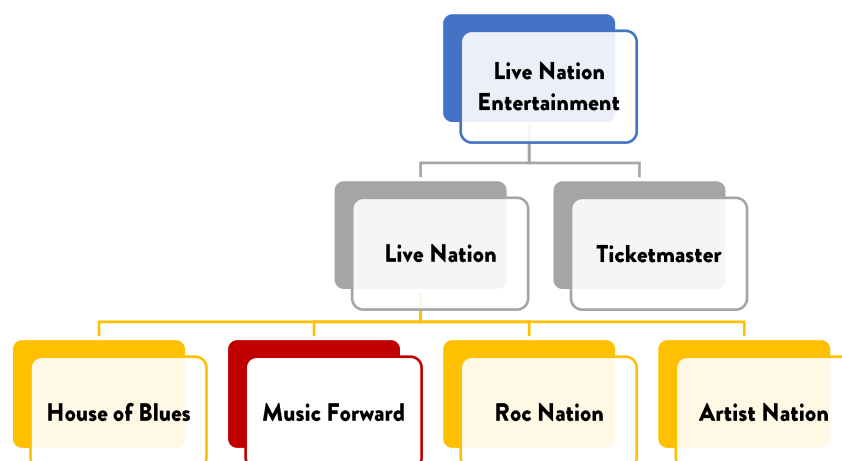 Live Nation
Entertainment
Live Nation
Ticketmaster
House of Blues
Music Forward
Roc Nation
Artist Nation